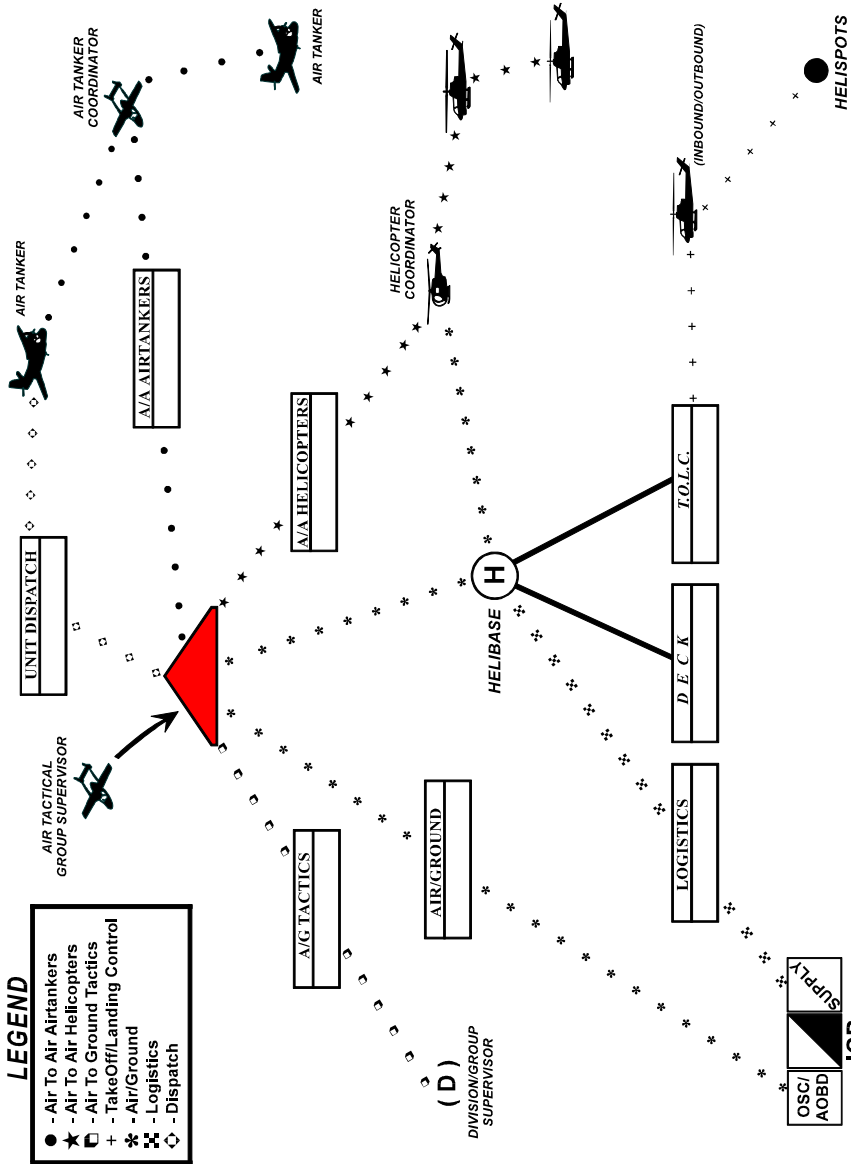 LEGEND
- Air To Air Airtankers
- Air To Air Helicopters
- Air To Ground Tactics
- TakeOff/Landing Control
- Air/Ground
- Logistics
- Dispatch
AIR TACTICAL
GROUP SUPERVISOR
UNIT DISPATCH
AIR TANKER
AIR TANKER
COORDINATOR
AIR TANKER
A/A AIRTANKERS
A/G TACTICS
A/A HELICOPTERS
HELICOPTER
COORDINATOR
( D )
DIVISION/GROUP
SUPERVISOR
AIR/GROUND
HELIBASE
H
LOGISTICS
D E C K
T.O.L.C.
(INBOUND/OUTBOUND)
OSC/
AOBD
SUPPLY
HELISPOTS